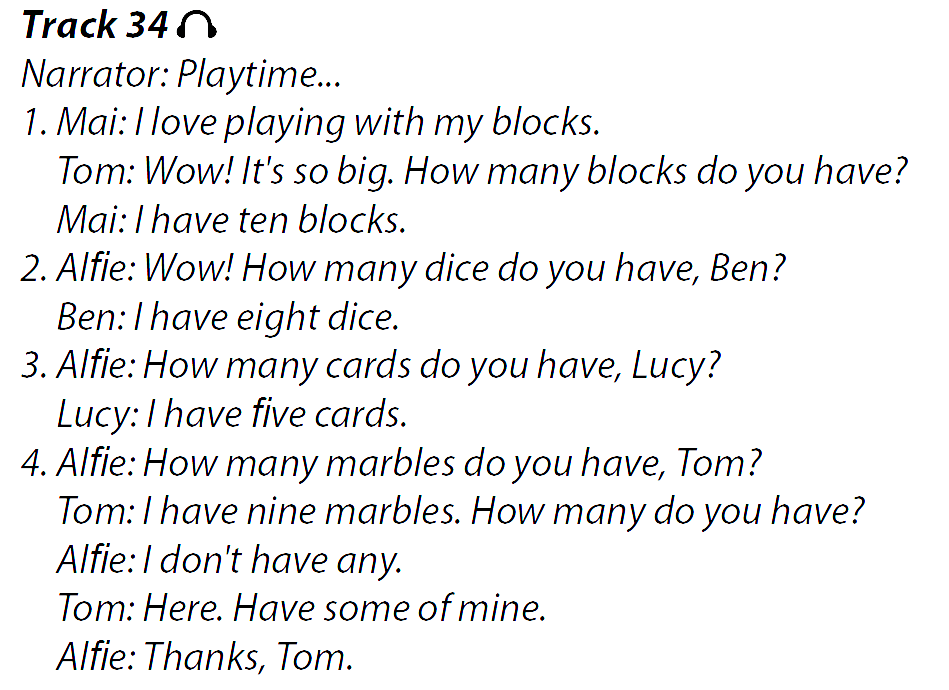 Track 34
Narrator: Playtime...
1. Mai: I love playing with my blocks.
Tom: Wow! It's so big. How many blocks do you have?
Mai: I have ten blocks.
2. Alfie: Wow! How many dice do you have, Ben?
Ben: I have eight dice.
3. Alfie: How many cards do you have, Lucy?
Lucy: I have five cards.
4. Alfie: How many marbles do you have, Tom?
Tom: I have nine marbles. How many do you have?
Alfie: I don't have any.
Tom: Here. Have some of mine.
Alfie: Thanks, Tom.